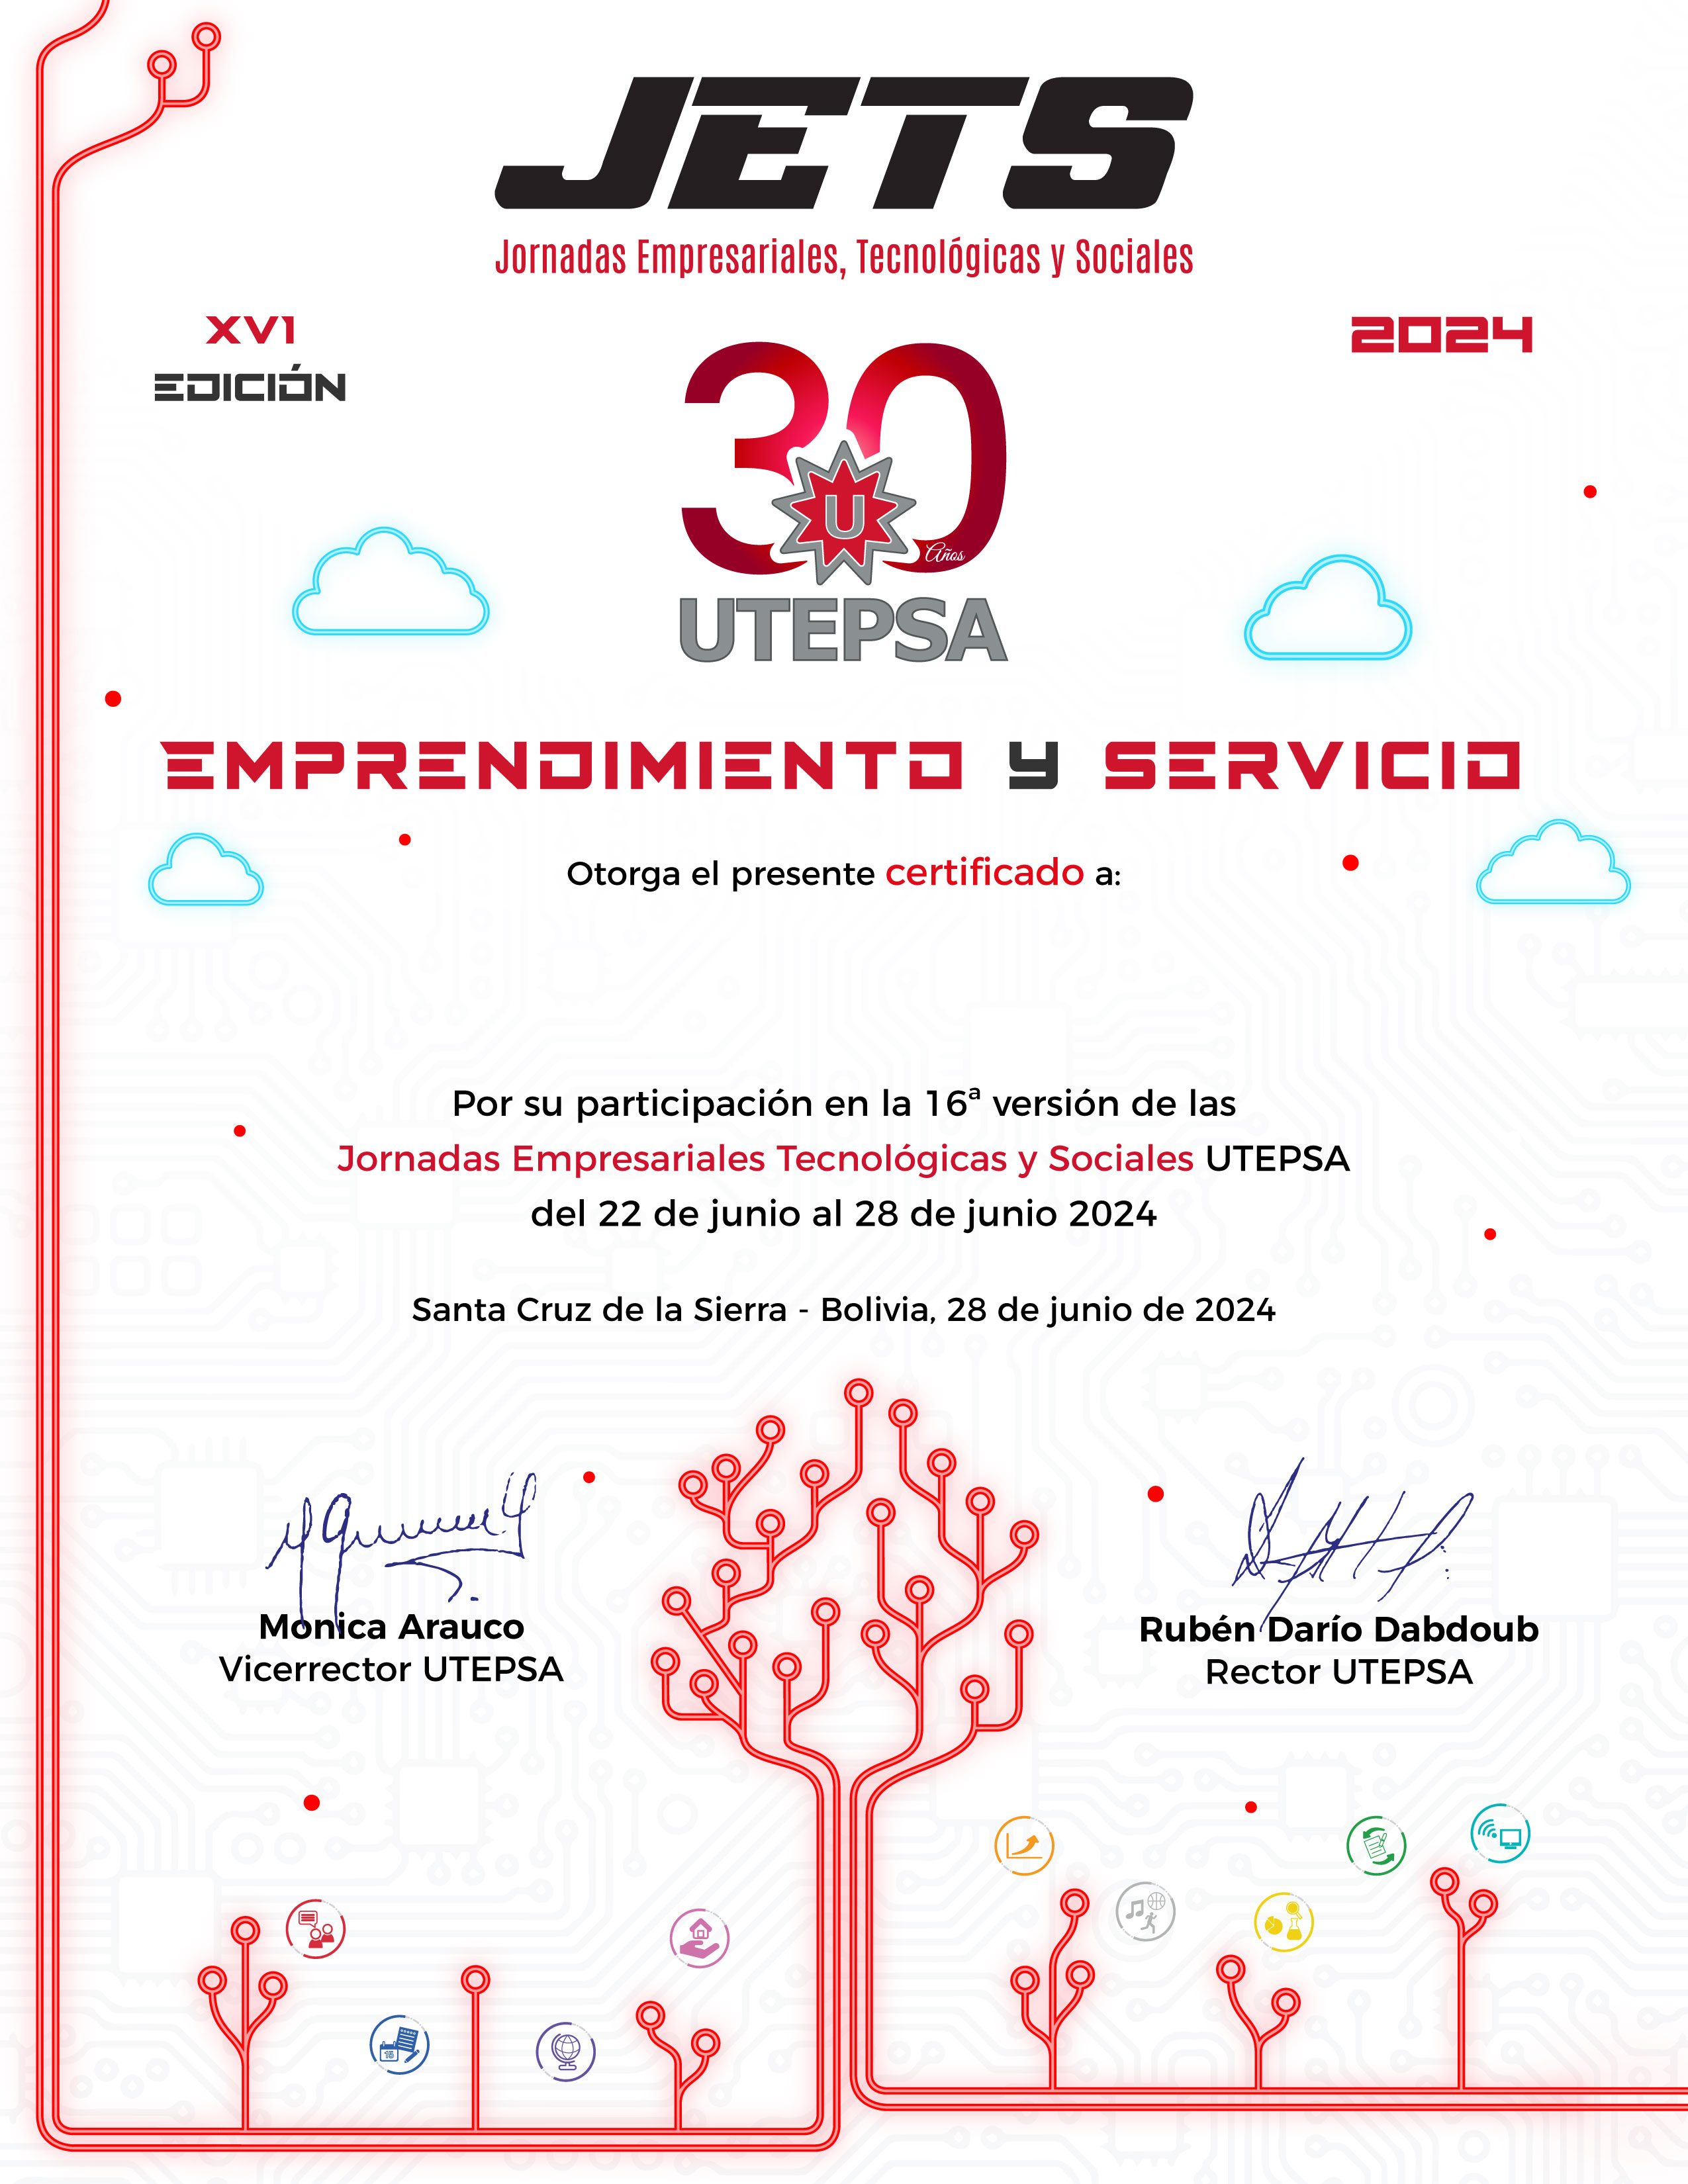 JETS
Jornadas Empresariales, Tecnológicas y Sociales
XVI
EDICIÓN
2024
30
U
Años
UTEPSA
EMPRENDIMIENTO Y SERVICIO
Otorga el presente certificado a:
Por su participación en la 16ª versión de las
Jornadas Empresariales Tecnológicas y Sociales UTEPSA
del 22 de junio al 28 de junio 2024
Santa Cruz de la Sierra - Bolivia, 28 de junio de 2024
Monica Arauco
Vicerrector UTEPSA
Rubén Darío Dabdoub
Rector UTEPSA